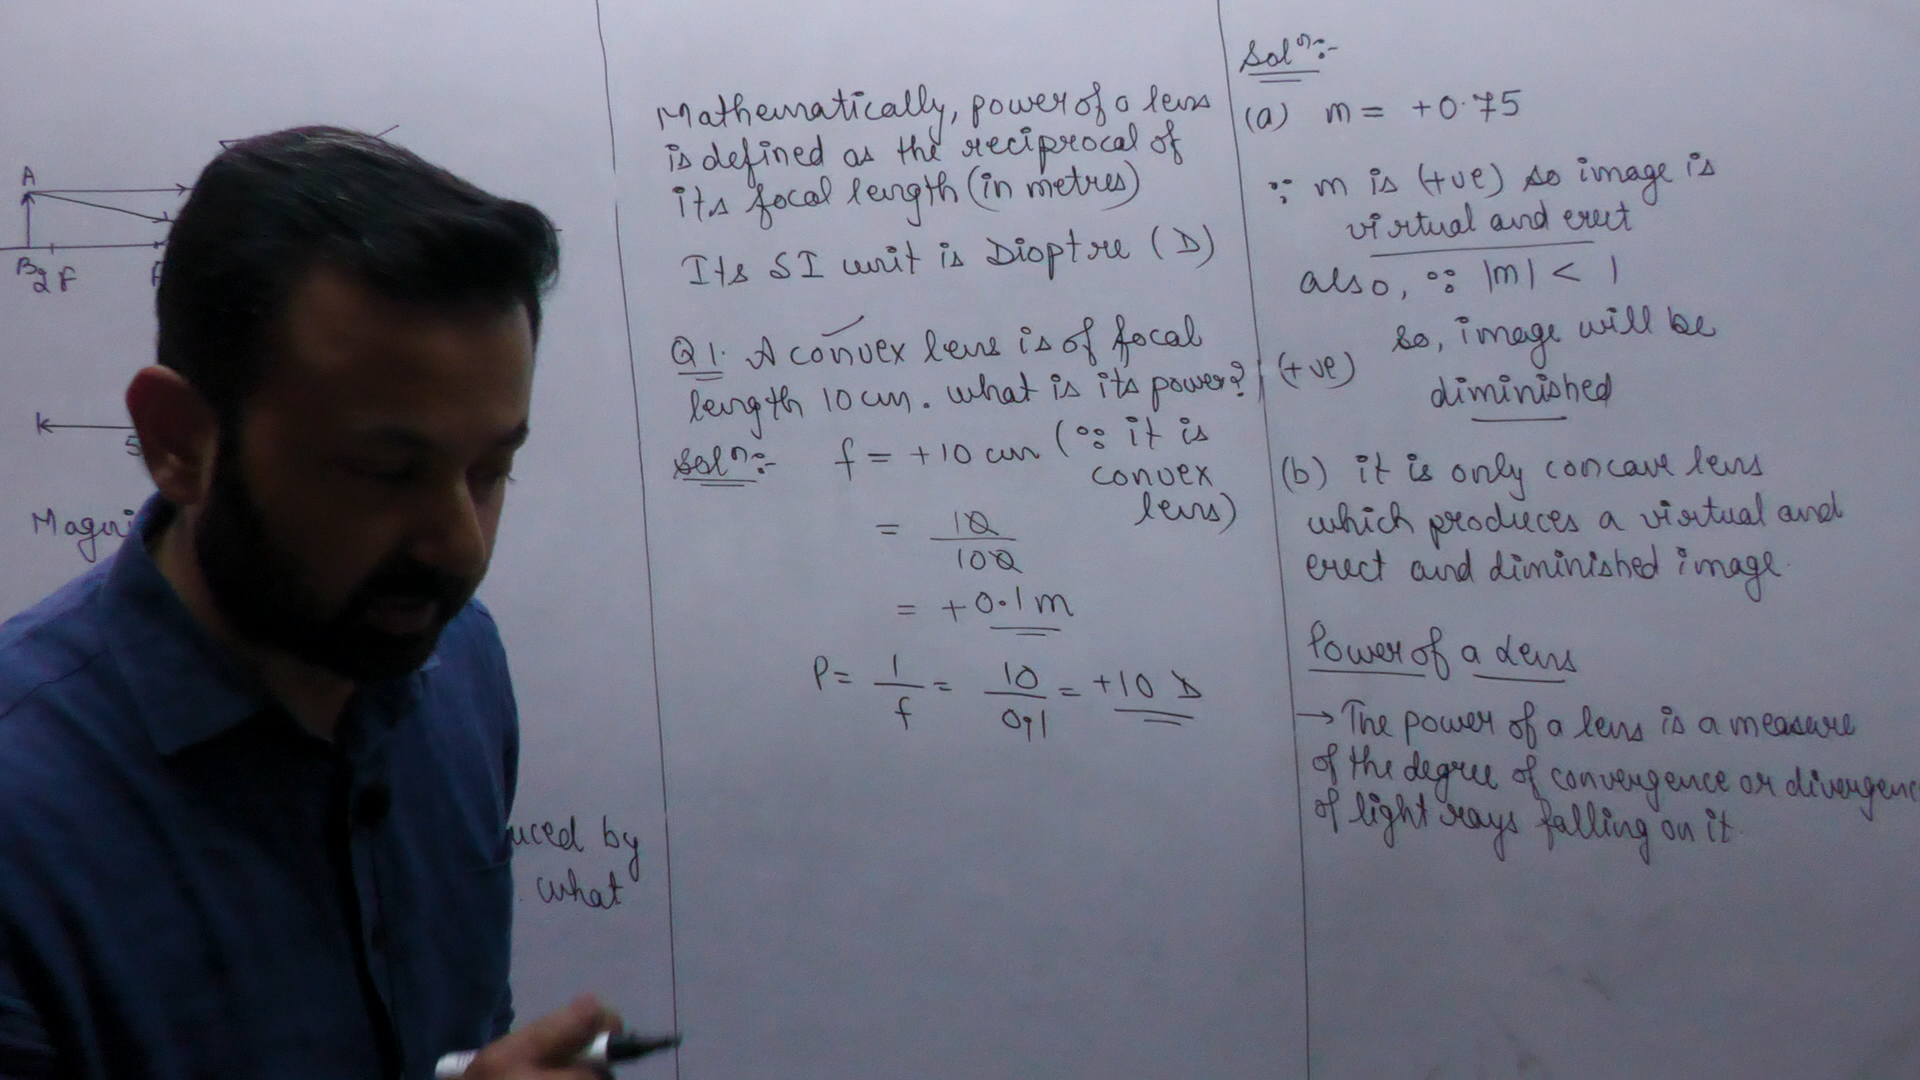 A
B
2F
F
5
Magni
uced by
. what
Mathematically, power of a lens
is defined as the reciprocal of
its focal length (in metres)
Its SI unit is Dioptre (D)
Q1. A convex lens is of focal
length 10 cm. what is its power?
Solⁿ:- f = +10 cm (∵ it is
convex
lens)
= 10
100
= +0.1 m
P = 1/f = 10/0.1 = +10 D
Solⁿ:-
(a) m = +0.75
∵ m is (+ve) so image is
virtual and erect
also, ∵ |m| < 1
so, image will be
(+ve)
diminished
(b) it is only concave lens
which produces a virtual and
erect and diminished image.
Power of a Lens
→ The power of a lens is a measure
of the degree of convergence or divergenc
of light rays falling on it.